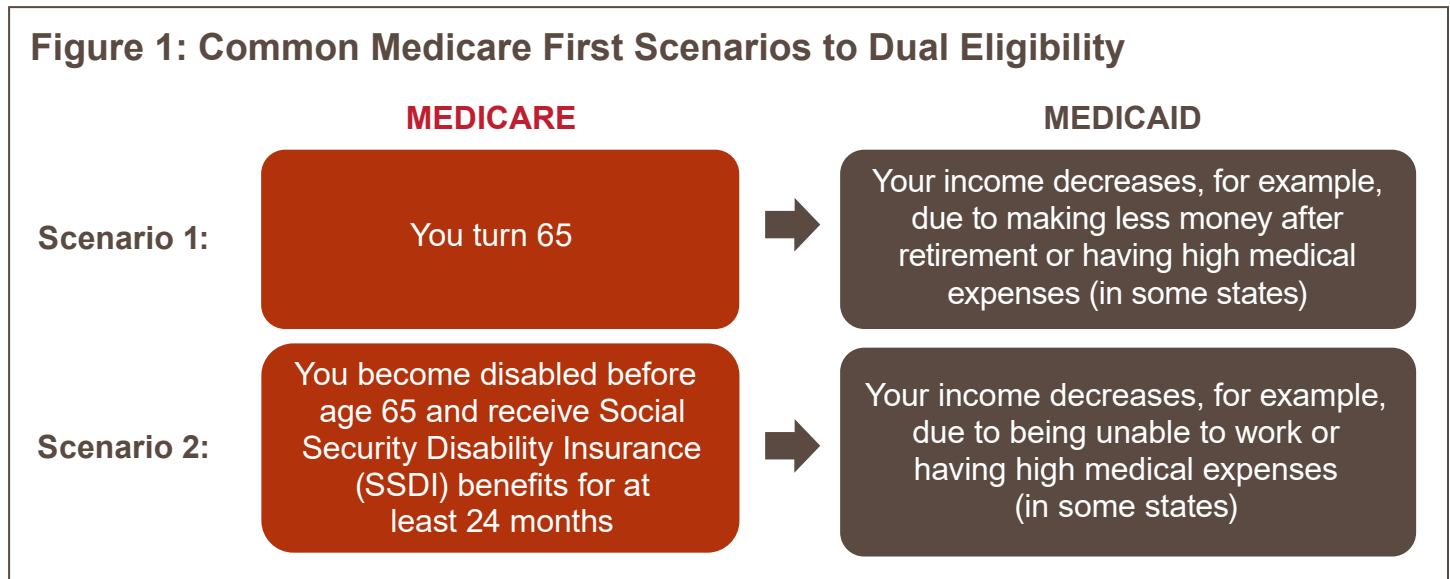 Figure 1: Common Medicare First Scenarios to Dual Eligibility
MEDICARE
MEDICAID
Scenario 1:
You turn 65
Your income decreases, for example,
due to making less money after
retirement or having high medical
expenses (in some states)
Scenario 2:
You become disabled before
age 65 and receive Social
Security Disability Insurance
(SSDI) benefits for at
least 24 months
Your income decreases, for example,
due to being unable to work or
having high medical expenses
(in some states)